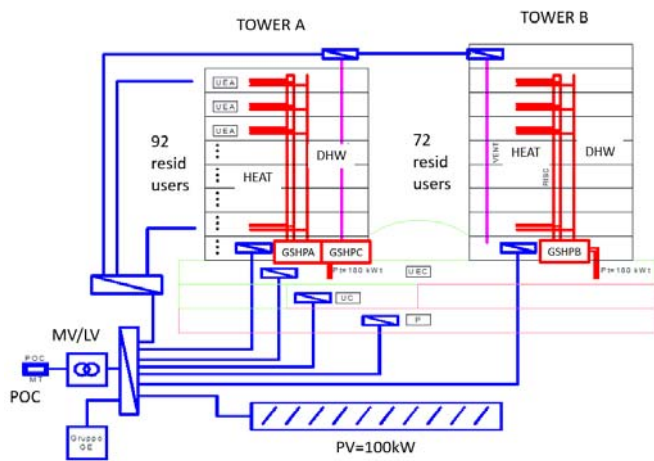 TOWER A
TOWER B
UEA
UEA
UEA
92
resid
users
HEAT
DHW
72
resid
users
VENT
HEAT
RISC
DHW
GSHPA
GSHPC
GSHPB
Pt=180 kWt
UEC
Pt=180 kWt
UC
P
MV/LV
POC
MT
POC
Gruppo
GE
PV=100kW